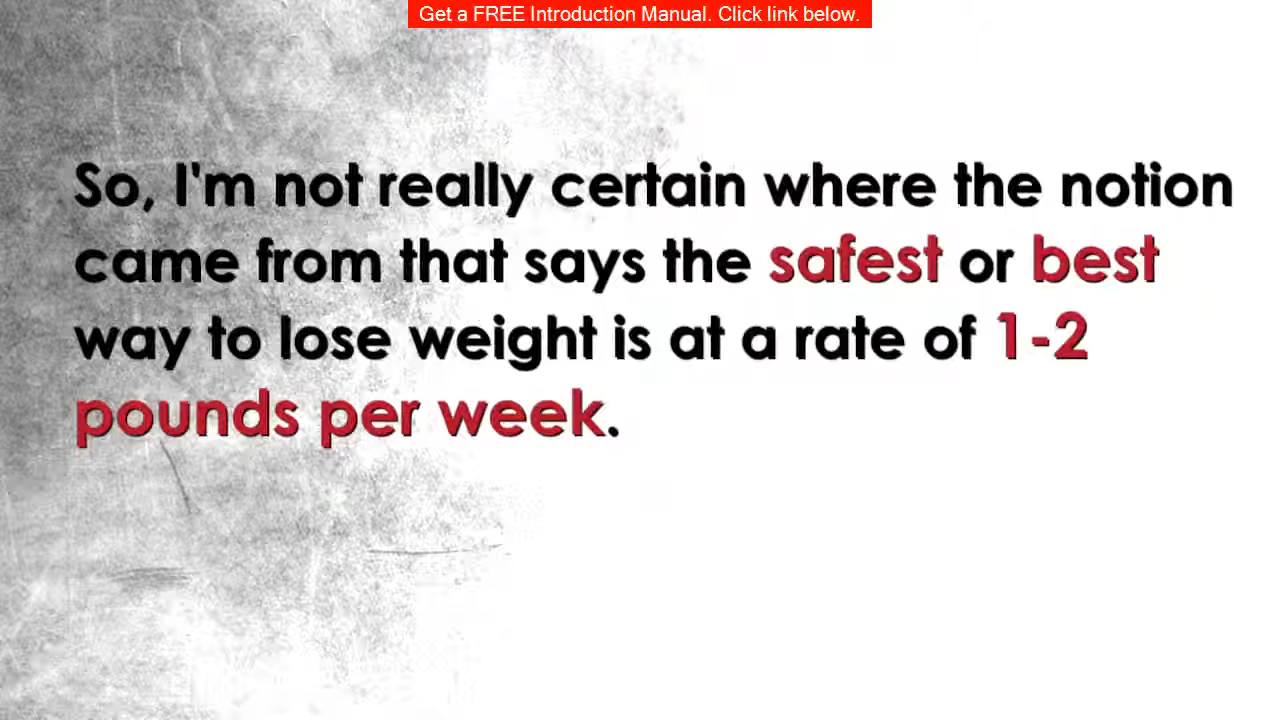 Get a FREE Introduction Manual. Click link below.
So, I'm not really certain where the notion
came from that says the safest or best
way to lose weight is at a rate of 1-2
pounds per week.